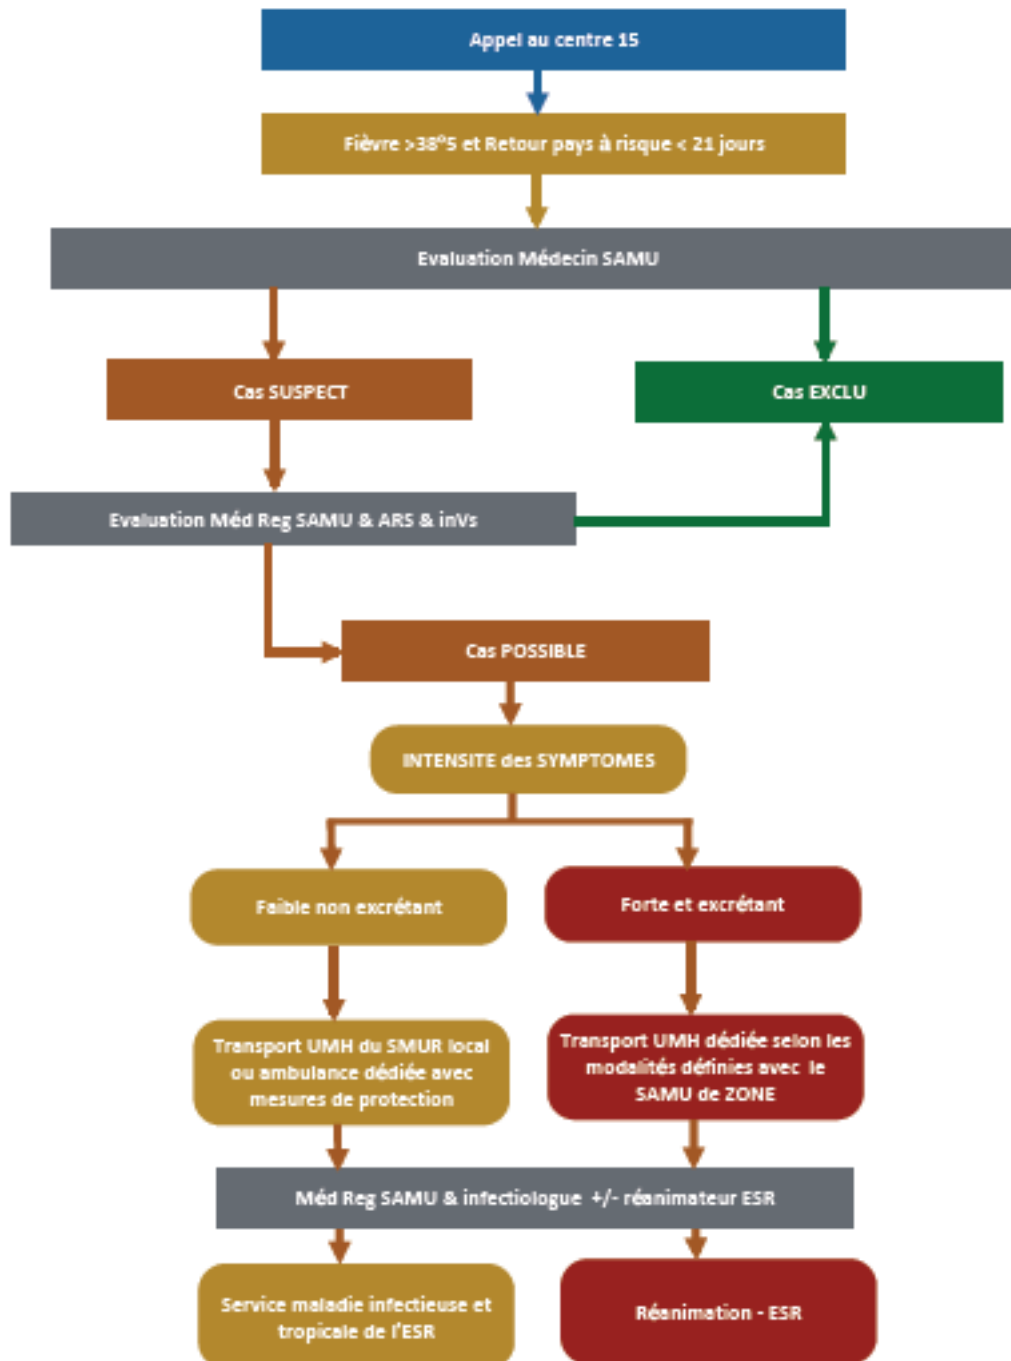 Appel au centre 15
Fièvre >38°5 et Retour pays à risque < 21 jours
Evaluation Médecin SAMU
Cas SUSPECT
Cas EXCLU
Evaluation Méd Reg SAMU & ARS & inVs
Cas POSSIBLE
INTENSITE des SYMPTOMES
Faible non excrétant
Forte et excrétant
Transport UMH du SMUR local
ou ambulance dédiée avec
mesures de protection
Transport UMH dédiée selon les
modalités définies avec le
SAMU de ZONE
Méd Reg SAMU & infectiologue +/- réanimateur ESR
Service maladie infectieuse et
tropicale de l'ESR
Réanimation - ESR